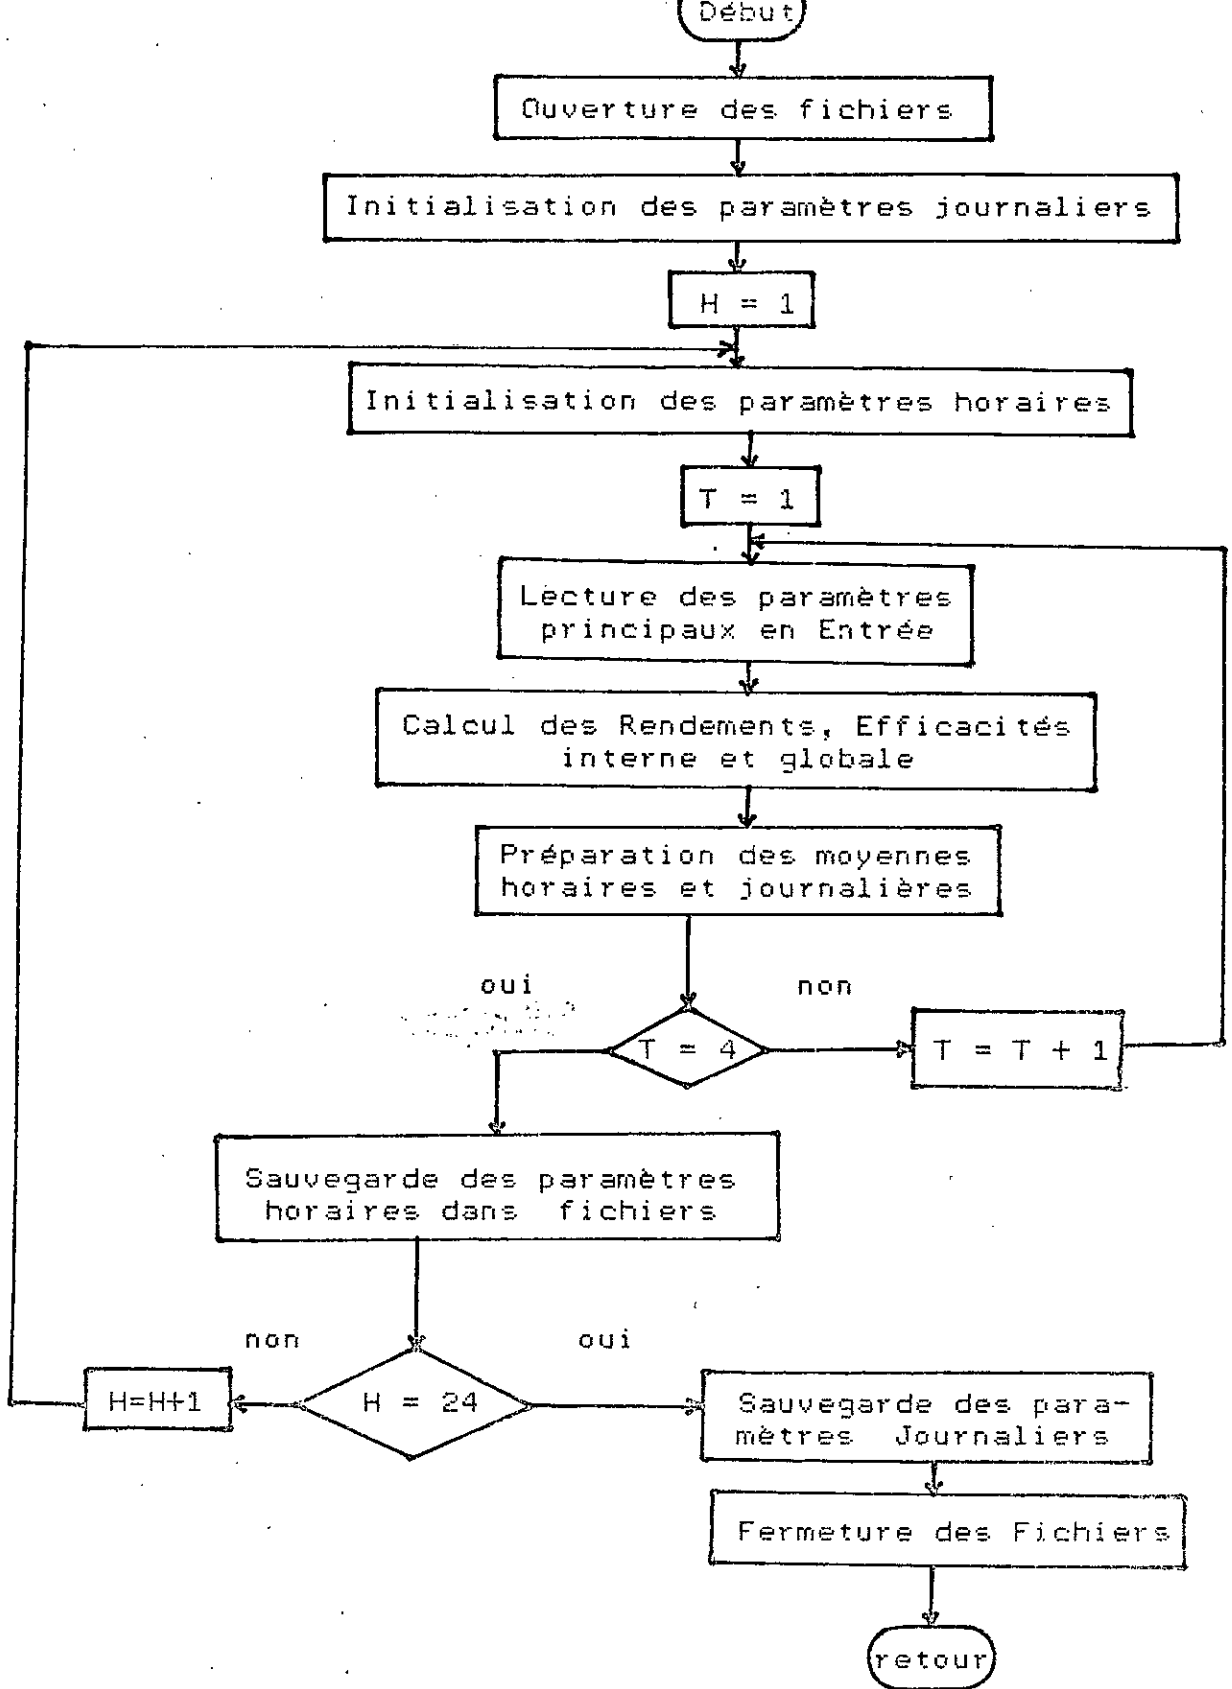 Début
Ouverture des fichiers
Initialisation des paramètres journaliers
H = 1
Initialisation des paramètres horaires
T = 1
Lecture des paramètres
principaux en Entrée
Calcul des Rendements, Efficacités
interne et globale
Préparation des moyennes
horaires et journalières
oui
non
T = 4
T = T + 1
Sauvegarde des paramètres
horaires dans fichiers
non
oui
H=H+1
H = 24
Sauvegarde des para-
mètres Journaliers
Fermeture des Fichiers
retour